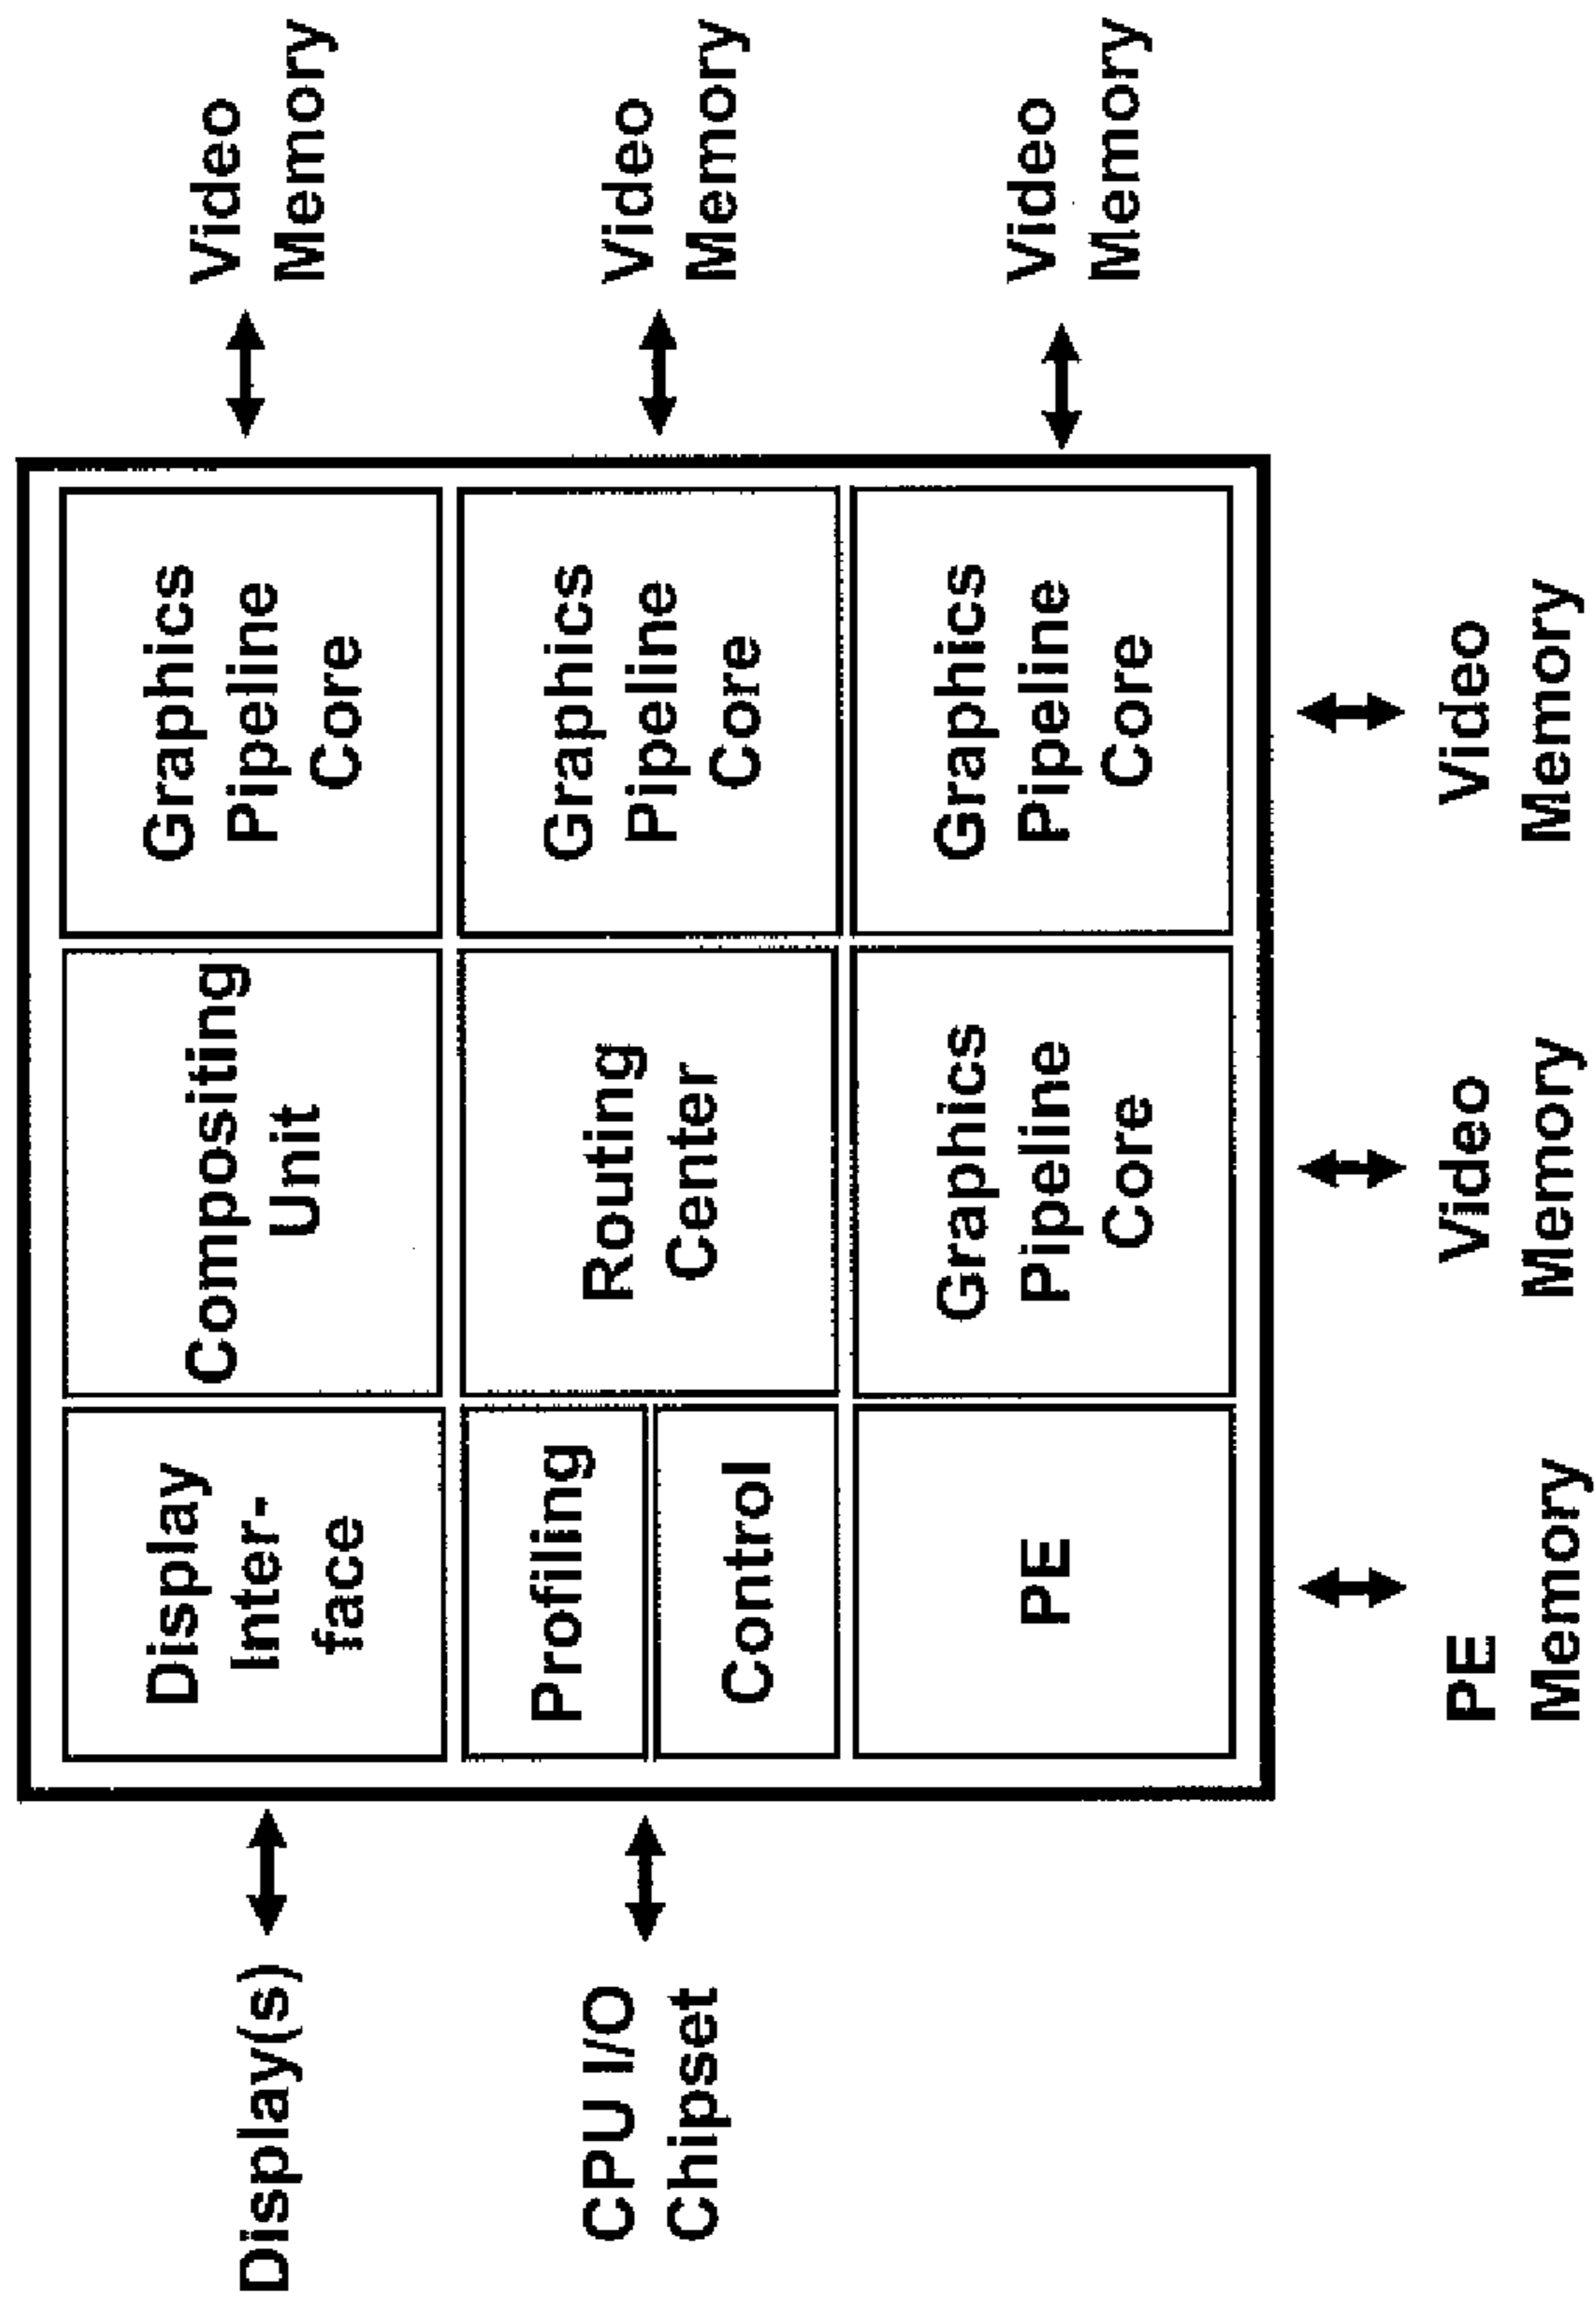 Display(s)
Display
Inter-
face
Compositing
Unit
Graphics
Pipeline
Core
Video
Memory
CPU I/O
Chipset
Profiling
Control
Routing
Center
Graphics
Pipeline
Core
Video
Memory
PE
Graphics
Pipeline
Core
Graphics
Pipeline
Core
Video
Memory
PE
Memory
Video
Memory
Video
Memory